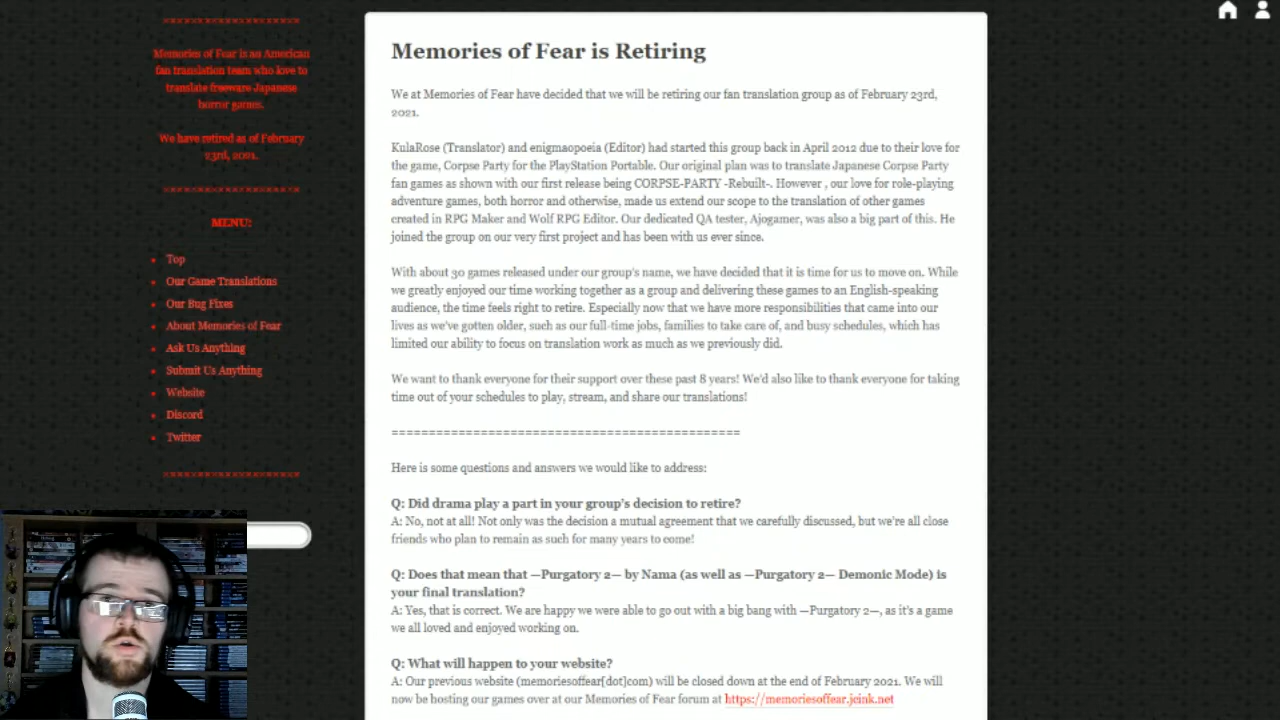 Memories of Fear is an American
fan translation team who love to
translate freeware Japanese
horror games.
We have retired as of February
23rd, 2021.
MENU:
Top
Our Game Translations
Our Bug Fixes
About Memories of Fear
Ask Us Anything
Submit Us Anything
Website
Discord
Twitter
Memories of Fear is Retiring
We at Memories of Fear have decided that we will be retiring our fan translation group as of February 23rd,
2021.
KulaRose (Translator) and enigmaopoeia (Editor) had started this group back in April 2012 due to their love for
the game, Corpse Party for the PlayStation Portable. Our original plan was to translate Japanese Corpse Party
fan games as shown with our first release being CORPSE-PARTY -Rebuilt-. However , our love for role-playing
adventure games, both horror and otherwise, made us extend our scope to the translation of other games
created in RPG Maker and Wolf RPG Editor. Our dedicated QA tester, Ajogamer, was also a big part of this. He
joined the group on our very first project and has been with us ever since.
With about 30 games released under our group's name, we have decided that it is time for us to move on. While
we greatly enjoyed our time working together as a group and delivering these games to an English-speaking
audience, the time feels right to retire. Especially now that we have more responsibilities that came into our
lives as we've gotten older, such as our full-time jobs, families to take care of, and busy schedules, which has
limited our ability to focus on translation work as much as we previously did.
We want to thank everyone for their support over these past 8 years! We'd also like to thank everyone for taking
time out of your schedules to play, stream, and share our translations!
===============================================
Here is some questions and answers we would like to address:
Q: Did drama play a part in your group's decision to retire?
A: No, not at all! Not only was the decision a mutual agreement that we carefully discussed, but we're all close
friends who plan to remain as such for many years to come!
Q: Does that mean that —Purgatory 2— by Nama (as well as —Purgatory 2— Demonic Mode) is
your final translation?
A: Yes, that is correct. We are happy we were able to go out with a big bang with —Purgatory 2—, as it's a game
we all loved and enjoyed working on.
Q: What will happen to your website?
A: Our previous website (memoriesoffear[dot]com) will be closed down at the end of February 2021. We will
now be hosting our games over at our Memories of Fear forum at https://memoriesoffear.jcink.net